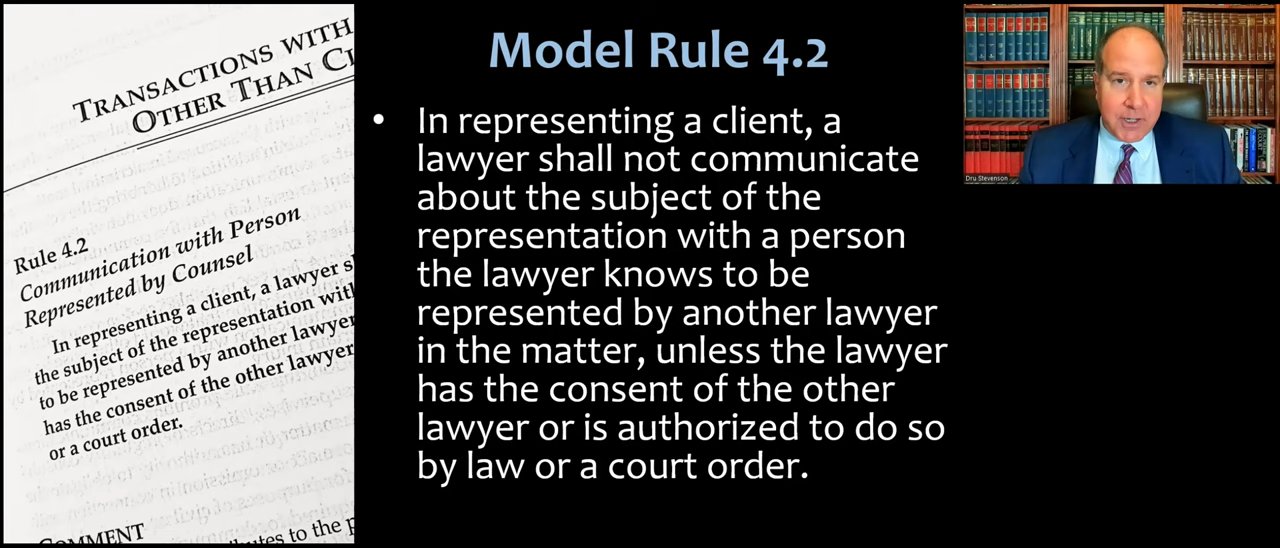 TRANSACTIONS WITH
OTHER THAN
Rule 4.2
Communication with Person
Represented by Counsel
In representing a client, a lawyer
the subject of the representation
to be represented by another lawyer
has the consent of the other lawyer
or a court order.
COMMENT
to the
Model Rule 4.2
• In representing a client, a
lawyer shall not communicate
about the subject of the
representation with a person
the lawyer knows to be
represented by another lawyer
in the matter, unless the lawyer
has the consent of the other
lawyer or is authorized to do so
by law or a court order.
Dru Stevenson